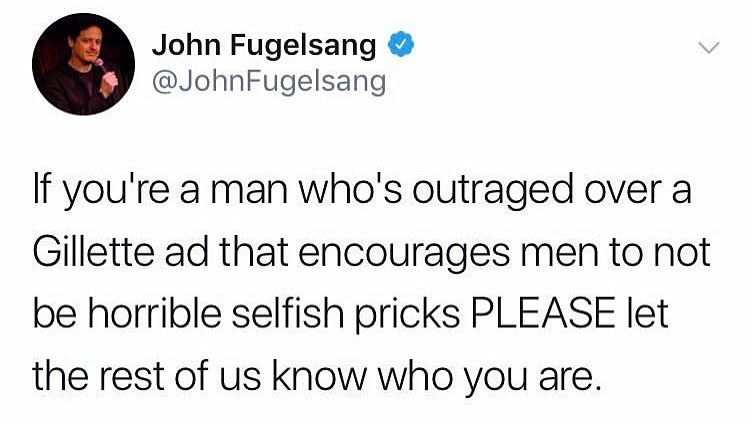 John Fugelsang
@JohnFugelsang
If you're a man who's outraged over a
Gillette ad that encourages men to not
be horrible selfish pricks PLEASE let
the rest of us know who you are.